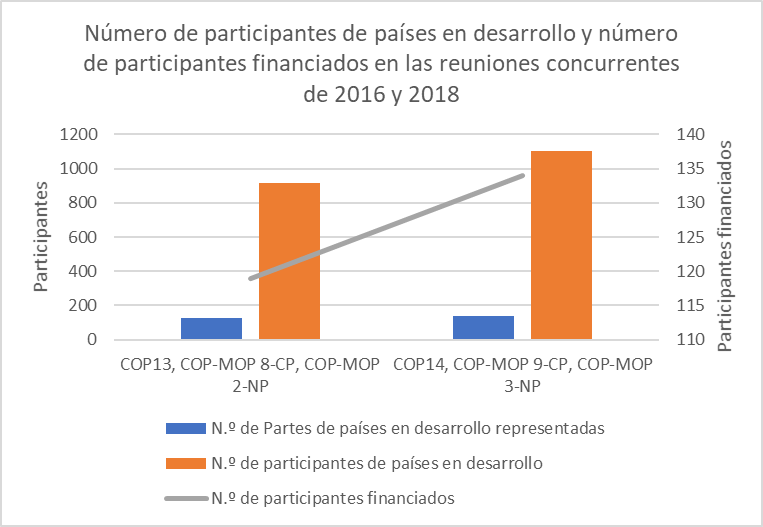 Número de participantes de países en desarrollo y número
de participantes financiados en las reuniones concurrentes
de 2016 y 2018
Participantes
1200
1000
800
600
400
200
0
140
135
130
125
120
115
110
Participantes financiados
COP13, COP-MOP 8-CP, COP-MOP
2-NP
COP14, COP-MOP 9-CP, COP-MOP
3-NP
N.º de Partes de países en desarrollo representadas
N.º de participantes de países en desarrollo
N.º de participantes financiados